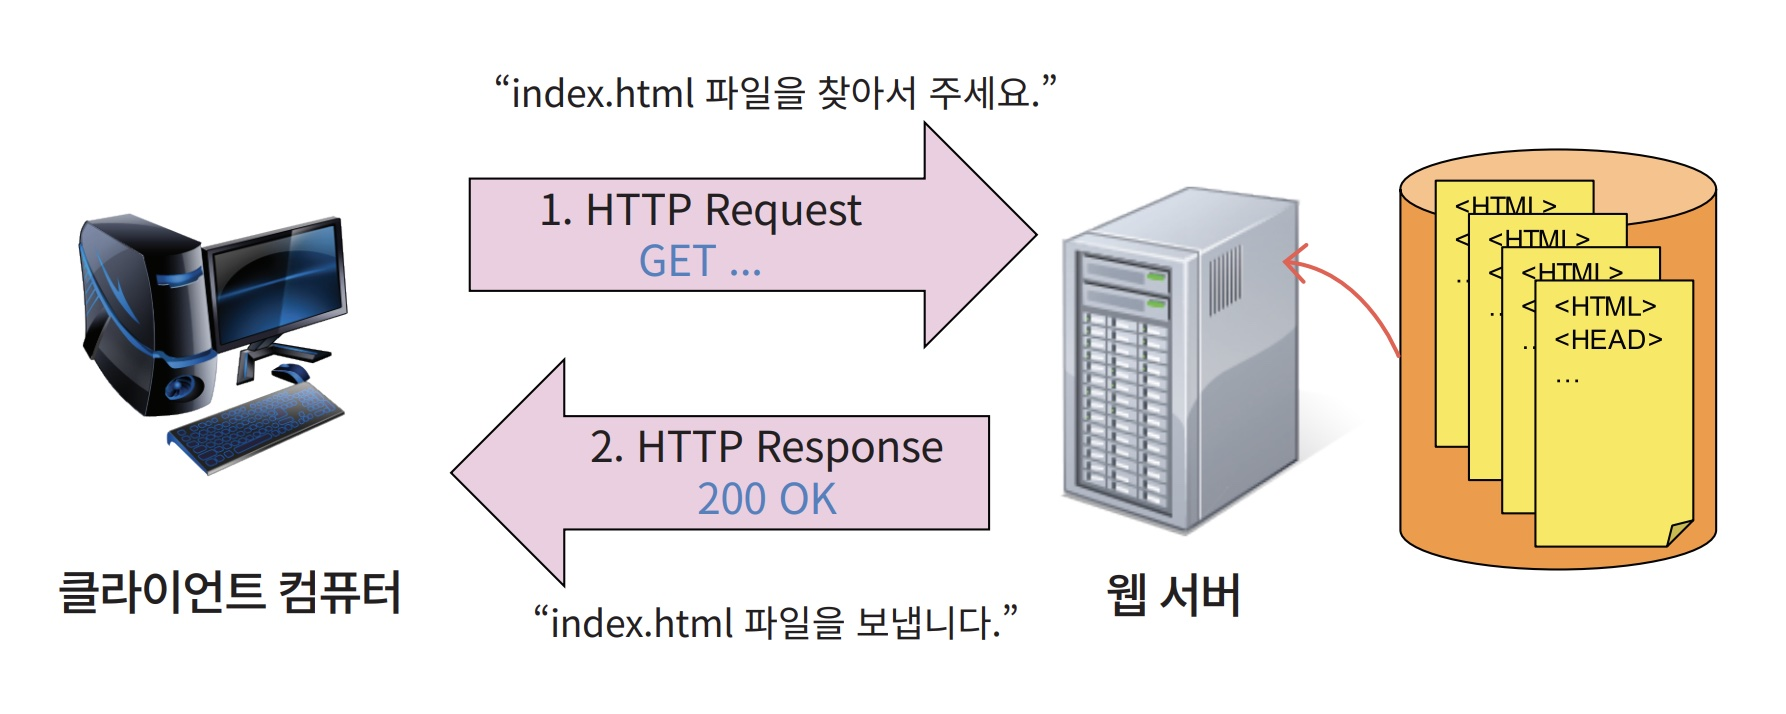 “index.html 파일을 찾아서 주세요.”
1. HTTP Request
GET ...
2. HTTP Response
200 OK
“index.html 파일을 보냅니다.”
클라이언트 컴퓨터
웹 서버
<HTML>
<
..
<HTML>
<
..
<HTML>
<
..
<HTML>
<HEAD>
...